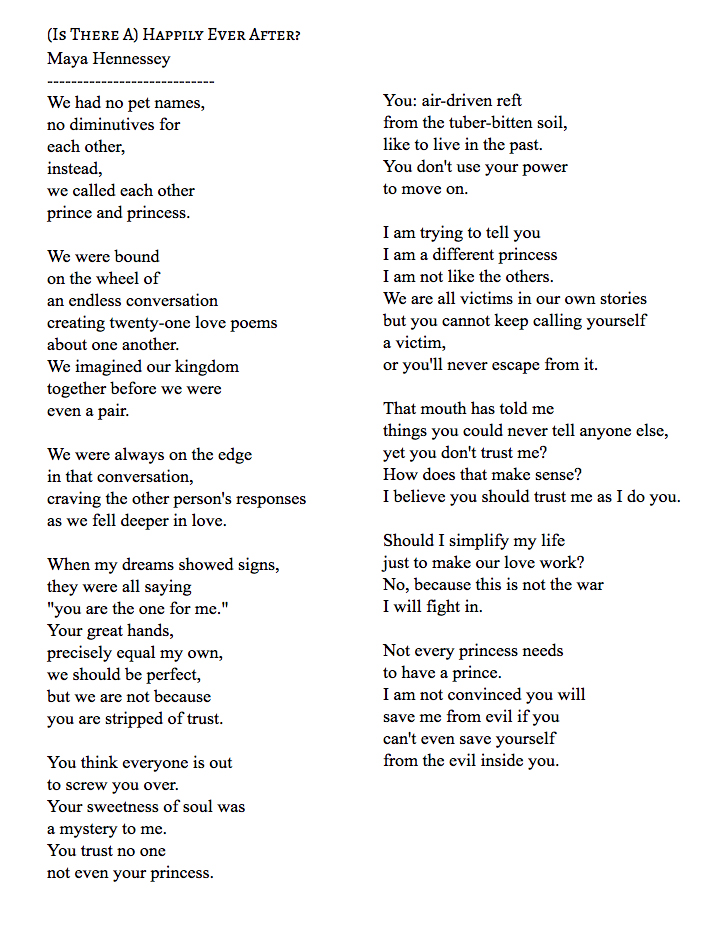 (Is There A) Happily Ever After?
Maya Hennessey
----------------------------
We had no pet names,
no diminutives for
each other,
instead,
we called each other
prince and princess.

We were bound
on the wheel of
an endless conversation
creating twenty-one love poems
about one another.
We imagined our kingdom
together before we were
even a pair.

We were always on the edge
in that conversation,
craving the other person's responses
as we fell deeper in love.

When my dreams showed signs,
they were all saying
"you are the one for me."
Your great hands,
precisely equal my own,
we should be perfect,
but we are not because
you are stripped of trust.

You think everyone is out
to screw you over.
Your sweetness of soul was
a mystery to me.
You trust no one
not even your princess.

You: air-driven reft
from the tuber-bitten soil,
like to live in the past.
You don't use your power
to move on.

I am trying to tell you
I am a different princess
I am not like the others.
We are all victims in our own stories
but you cannot keep calling yourself
a victim,
or you'll never escape from it.

That mouth has told me
things you could never tell anyone else,
yet you don't trust me?
How does that make sense?
I believe you should trust me as I do you.

Should I simplify my life
just to make our love work?
No, because this is not the war
I will fight in.

Not every princess needs
to have a prince.
I am not convinced you will
save me from evil if you
can't even save yourself
from the evil inside you.